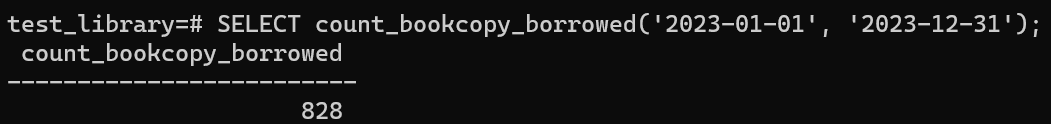 test_library=# SELECT count_bookcopy_borrowed('2023-01-01', '2023-12-31');
 count_bookcopy_borrowed
-------------------------
                     828